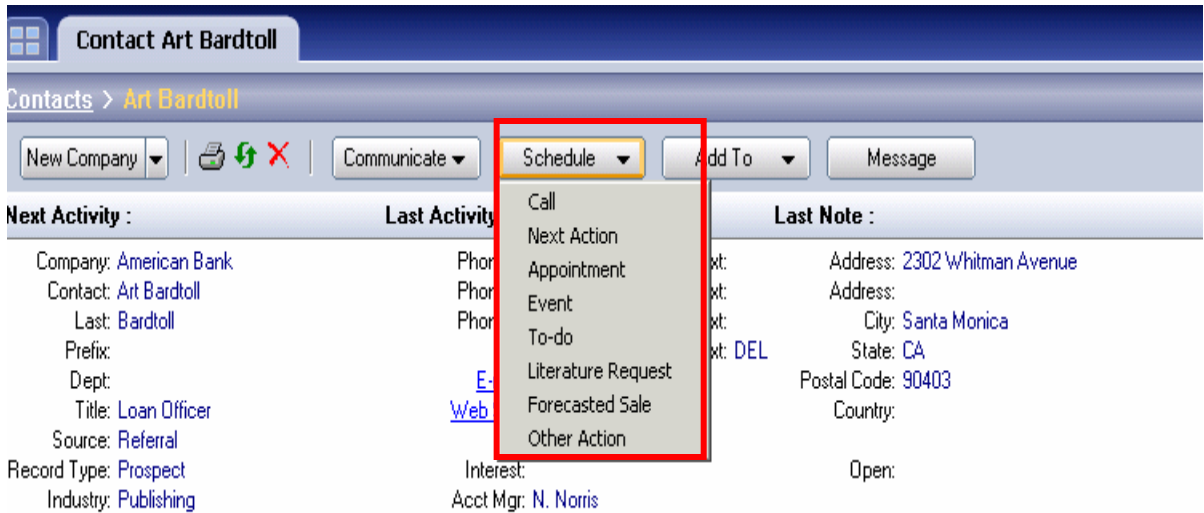 Contact Art Bardtoll
Contacts > Art Bardtoll
New Company Communicate Schedule Add To Message
Next Activity : Last Activity Last Note :
Call
Next Action
Appointment
Event
To-do
Literature Request
Forecasted Sale
Other Action
Company: American Bank Address: 2302 Whitman Avenue
Contact: Art Bardtoll Address:
Last: Bardtoll City: Santa Monica
Prefix: DEL State: CA
Dept: Postal Code: 90403
Title: Loan Officer Web Country:
Source: Referral
Record Type: Prospect Interest: Open:
Industry: Publishing Acct Mgr: N. Norris